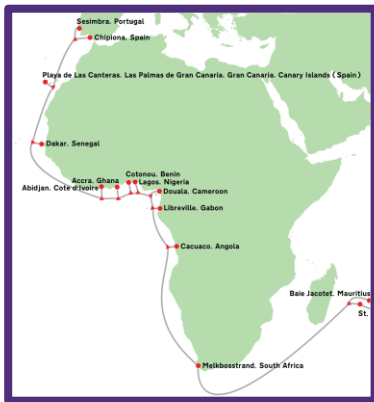 Sesimbra. Portugal
Chipiona. Spain
Playa de Las Canteras. Las Palmas de Gran Canaria. Gran Canaria. Canary Islands (Spain)
Dakar. Senegal
Cotonou. Benin
Accra. Ghana
Lagos. Nigeria
Abidjan. Cote d'Ivoire
Douala. Cameroon
Libreville. Gabon
Cacuaco. Angola
Baie Jacotet. Mauritius
St.
Melkbosstrand. South Africa